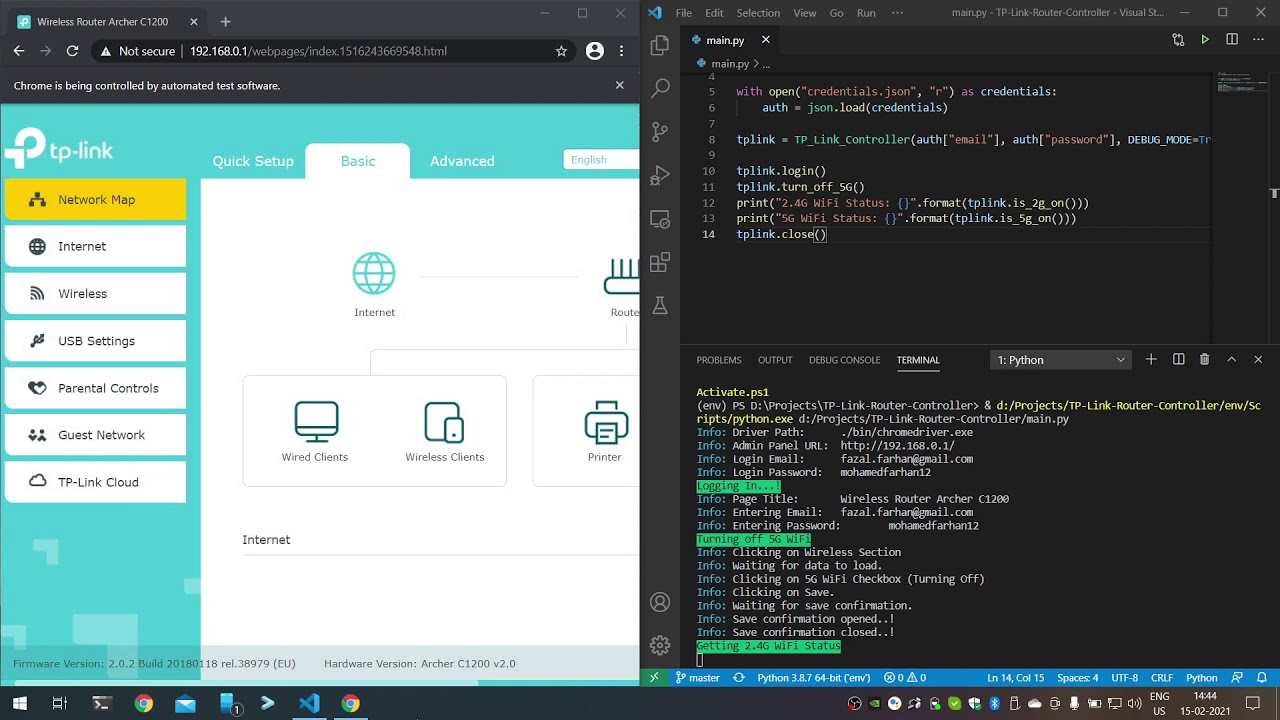 Wireless Router Archer C1200
Not secure | 192.168.0.1/webpages/index.1516243669548.html
Chrome is being controlled by automated test software.
tp-link
Quick Setup
Basic
Advanced
English
Network Map
Internet
Wireless
USB Settings
Parental Controls
Guest Network
TP-Link Cloud
Internet
Route
Wired Clients
Wireless Clients
Printer
Internet
Firmware Version: 2.0.2 Build 20180118 rel.38979 (EU)
Hardware Version: Archer C1200 v2.0
File Edit Selection View Go Run ··· main.py - TP-Link-Router-Controller - Visual St...
main.py
main.py > ...
4
5 with open("credentials.json", "r") as credentials:
6 auth = json.load(credentials)
7
8 tplink = TP_Link_Controller(auth["email"], auth["password"], DEBUG_MODE=Tr
9
10 tplink.login()
11 tplink.turn_off_5G()
12 print("2.4G WiFi Status: {}".format(tplink.is_2g_on()))
13 print("5G WiFi Status: {}".format(tplink.is_5g_on()))
14 tplink.close()
PROBLEMS OUTPUT DEBUG CONSOLE TERMINAL 1: Python
Activate.ps1
(env) PS D:\Projects\TP-Link-Router-Controller> & d:/Projects/TP-Link-Router-Controller/env/Sc
ripts/python.exe d:/Projects/TP-Link-Router-Controller/main.py
Info: Driver Path: ./bin/chromedriver.exe
Info: Admin Panel URL: http://192.168.0.1/
Info: Login Email: fazal.farhan@gmail.com
Info: Login Password: mohamedfarhan12
Logging In...!
Info: Page Title: Wireless Router Archer C1200
Info: Entering Email: fazal.farhan@gmail.com
Info: Entering Password: mohamedfarhan12
Turning off 5G WiFi
Info: Clicking on Wireless Section
Info: Waiting for data to load.
Info: Clicking on 5G WiFi Checkbox (Turning Off)
Info: Clicking on Save.
Info: Waiting for save confirmation.
Info: Save confirmation opened..!
Info: Save confirmation closed..!
Getting 2.4G WiFi Status
master Python 3.8.7 64-bit ('env') 0 0 Ln 14, Col 15 Spaces: 4 UTF-8 CRLF Python
1
ENG
US
14:44
15-02-2021